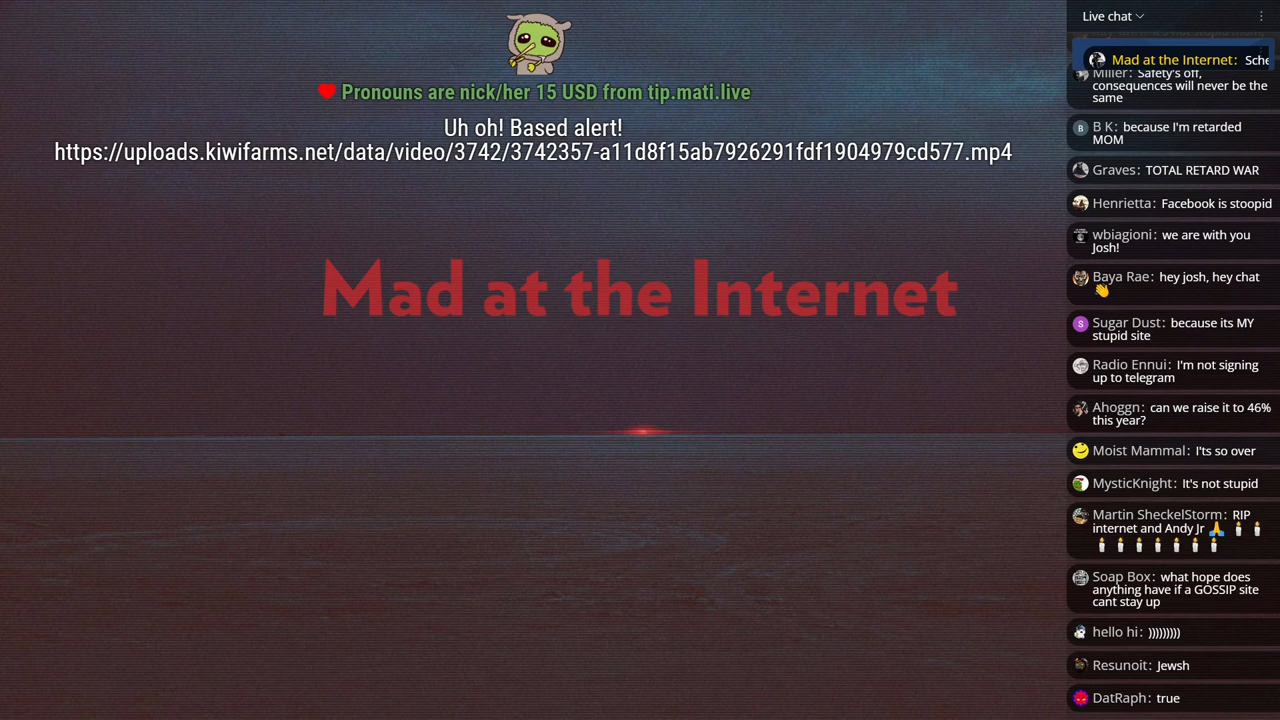 Live chat
Mad at the Internet: Sche
Miller: Safety's off,
consequences will never be the
same
B K: because I'm retarded
MOM
Graves: TOTAL RETARD WAR
Henrietta: Facebook is stoopid
wbiagioni: we are with you
Josh!
Baya Rae: hey josh, hey chat
👋
Sugar Dust: because its MY
stupid site
Radio Ennui: I'm not signing
up to telegram
Ahoggn: can we raise it to 46%
this year?
Moist Mammal: I'ts so over
MysticKnight: It's not stupid
Martin SheckelStorm: RIP
internet and Andy Jr 🙏 🕯 🕯
🕯 🕯 🕯 🕯 🕯 🕯 🕯
Soap Box: what hope does
anything have if a GOSSIP site
cant stay up
hello hi: )))))))))
Resunoit: Jewsh
DatRaph: true
Pronouns are nick/her 15 USD from tip.mati.live
Uh oh! Based alert!
https://uploads.kiwifarms.net/data/video/3742/3742357-a11d8f15ab7926291fdf1904979cd577.mp4
Mad at the Internet